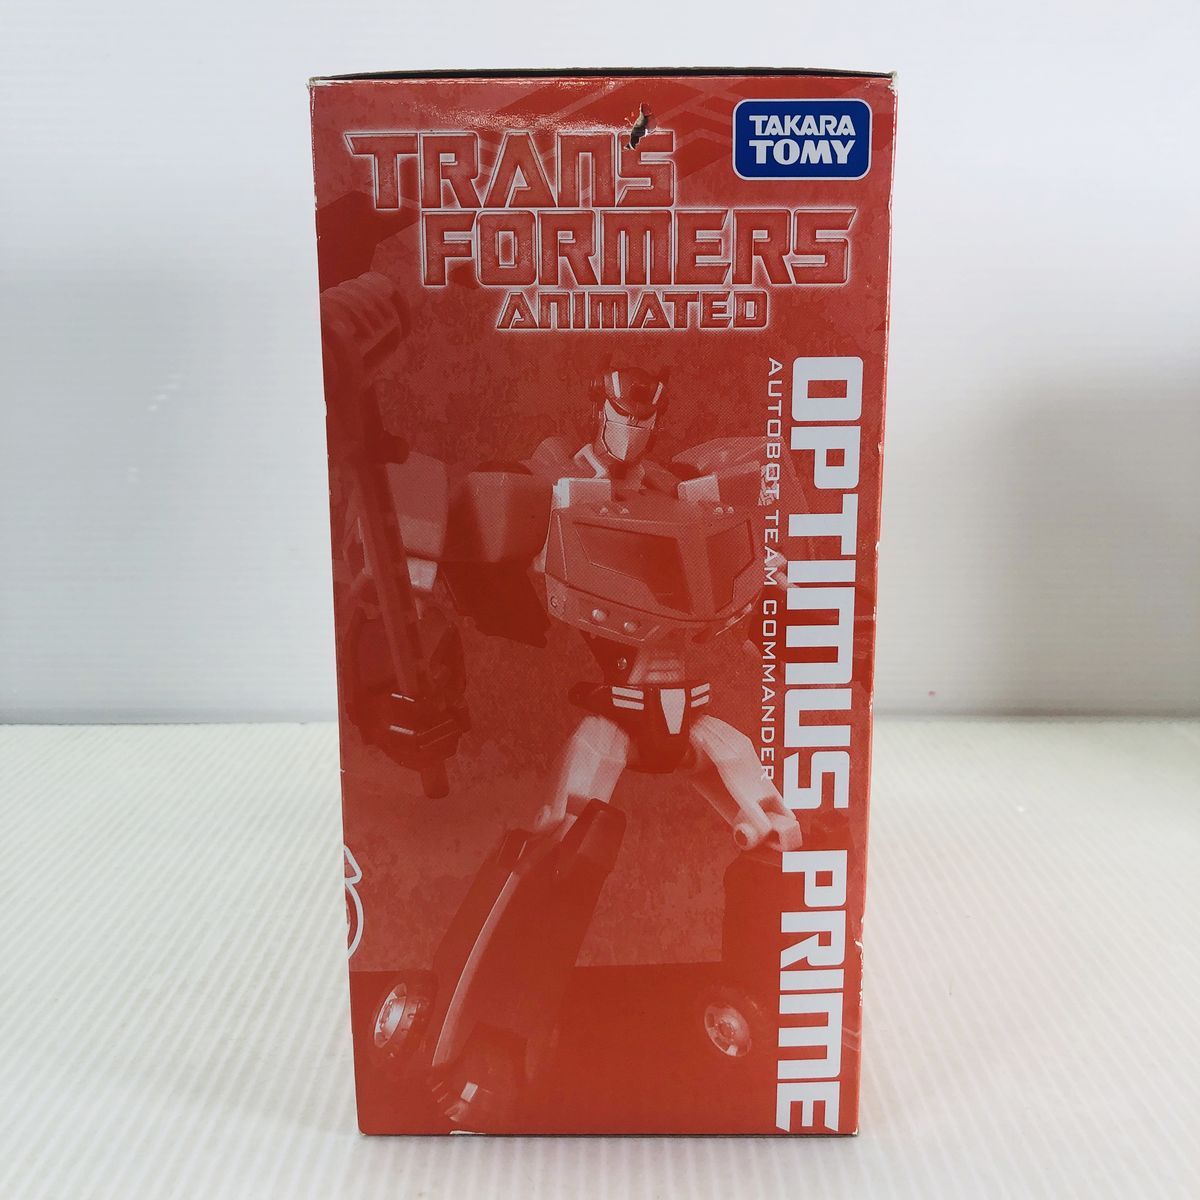 TAKARA
TOMY
TRANS
FORMERS
ANIMATED
OPTIMUS PRIME
AUTOBOT TEAM COMMANDER